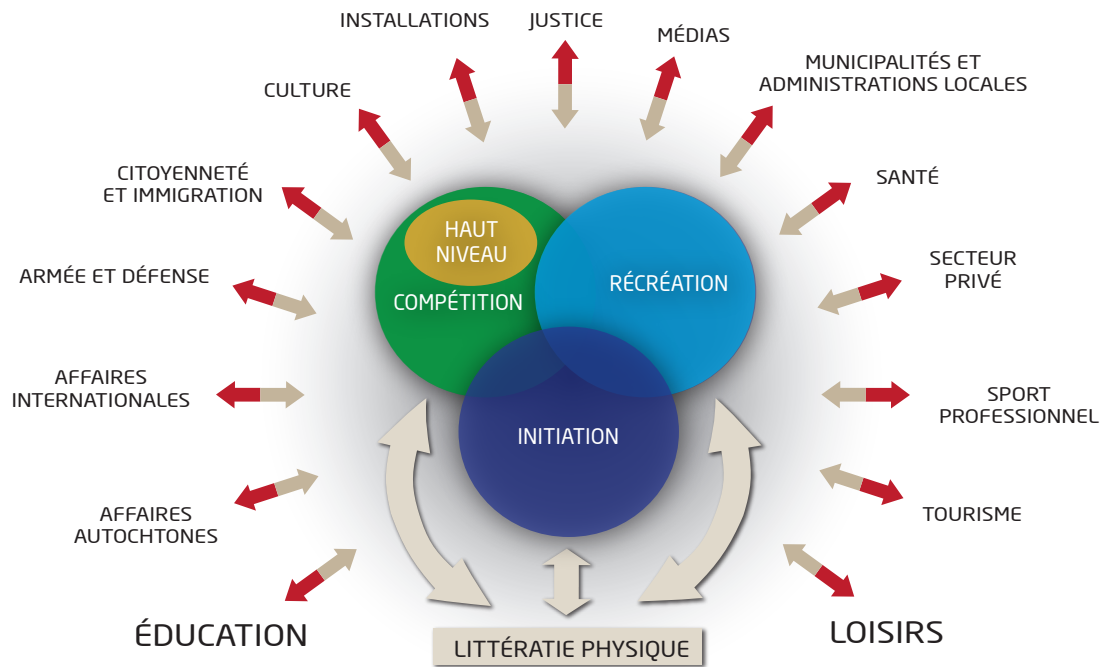 INSTALLATIONS
JUSTICE
MÉDIAS
MUNICIPALITÉS ET
ADMINISTRATIONS LOCALES
CULTURE
CITOYENNETÉ
ET IMMIGRATION
SANTÉ
HAUT
NIVEAU
ARMÉE ET DÉFENSE
SECTEUR
PRIVÉ
COMPÉTITION
RÉCRÉATION
AFFAIRES
INTERNATIONALES
SPORT
PROFESSIONNEL
INITIATION
AFFAIRES
AUTOCHTONES
TOURISME
ÉDUCATION
LOISIRS
LITTÉRATIE PHYSIQUE